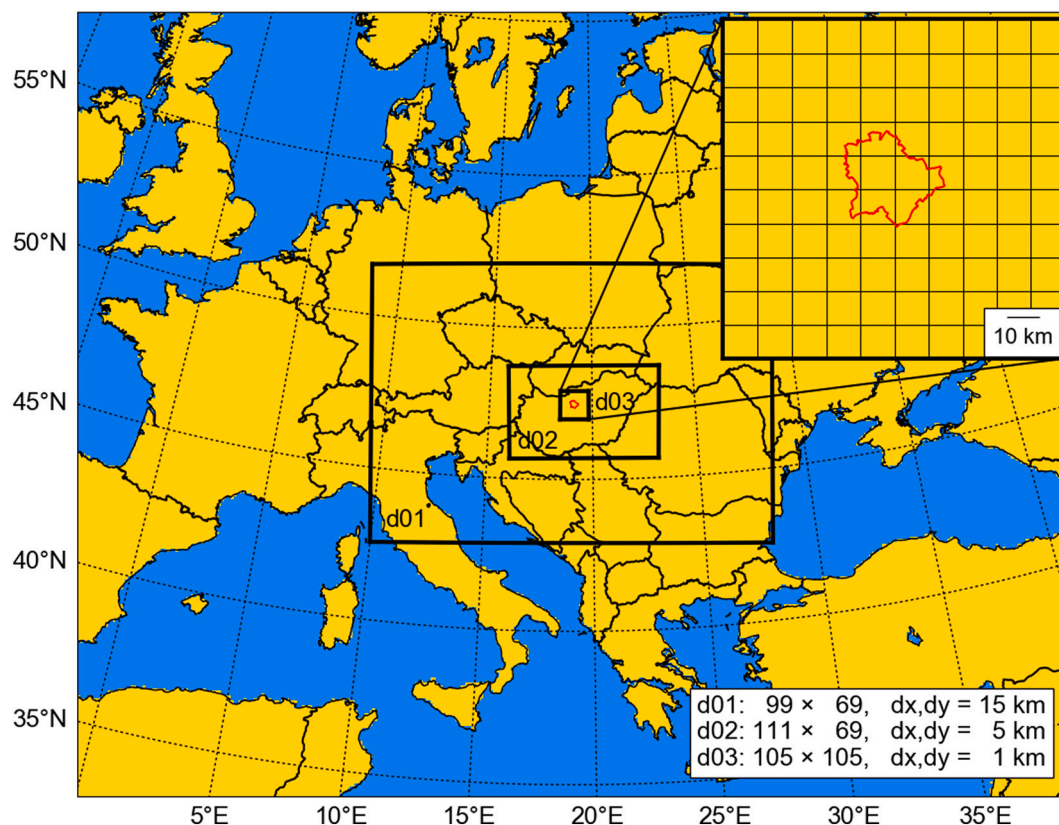 55°N
50°N
45°N
40°N
35°N
10 km
d03
d02
d01
d01: 99 × 69, dx,dy = 15 km
d02: 111 × 69, dx,dy = 5 km
d03: 105 × 105, dx,dy = 1 km
5°E 10°E 15°E 20°E 25°E 30°E 35°E